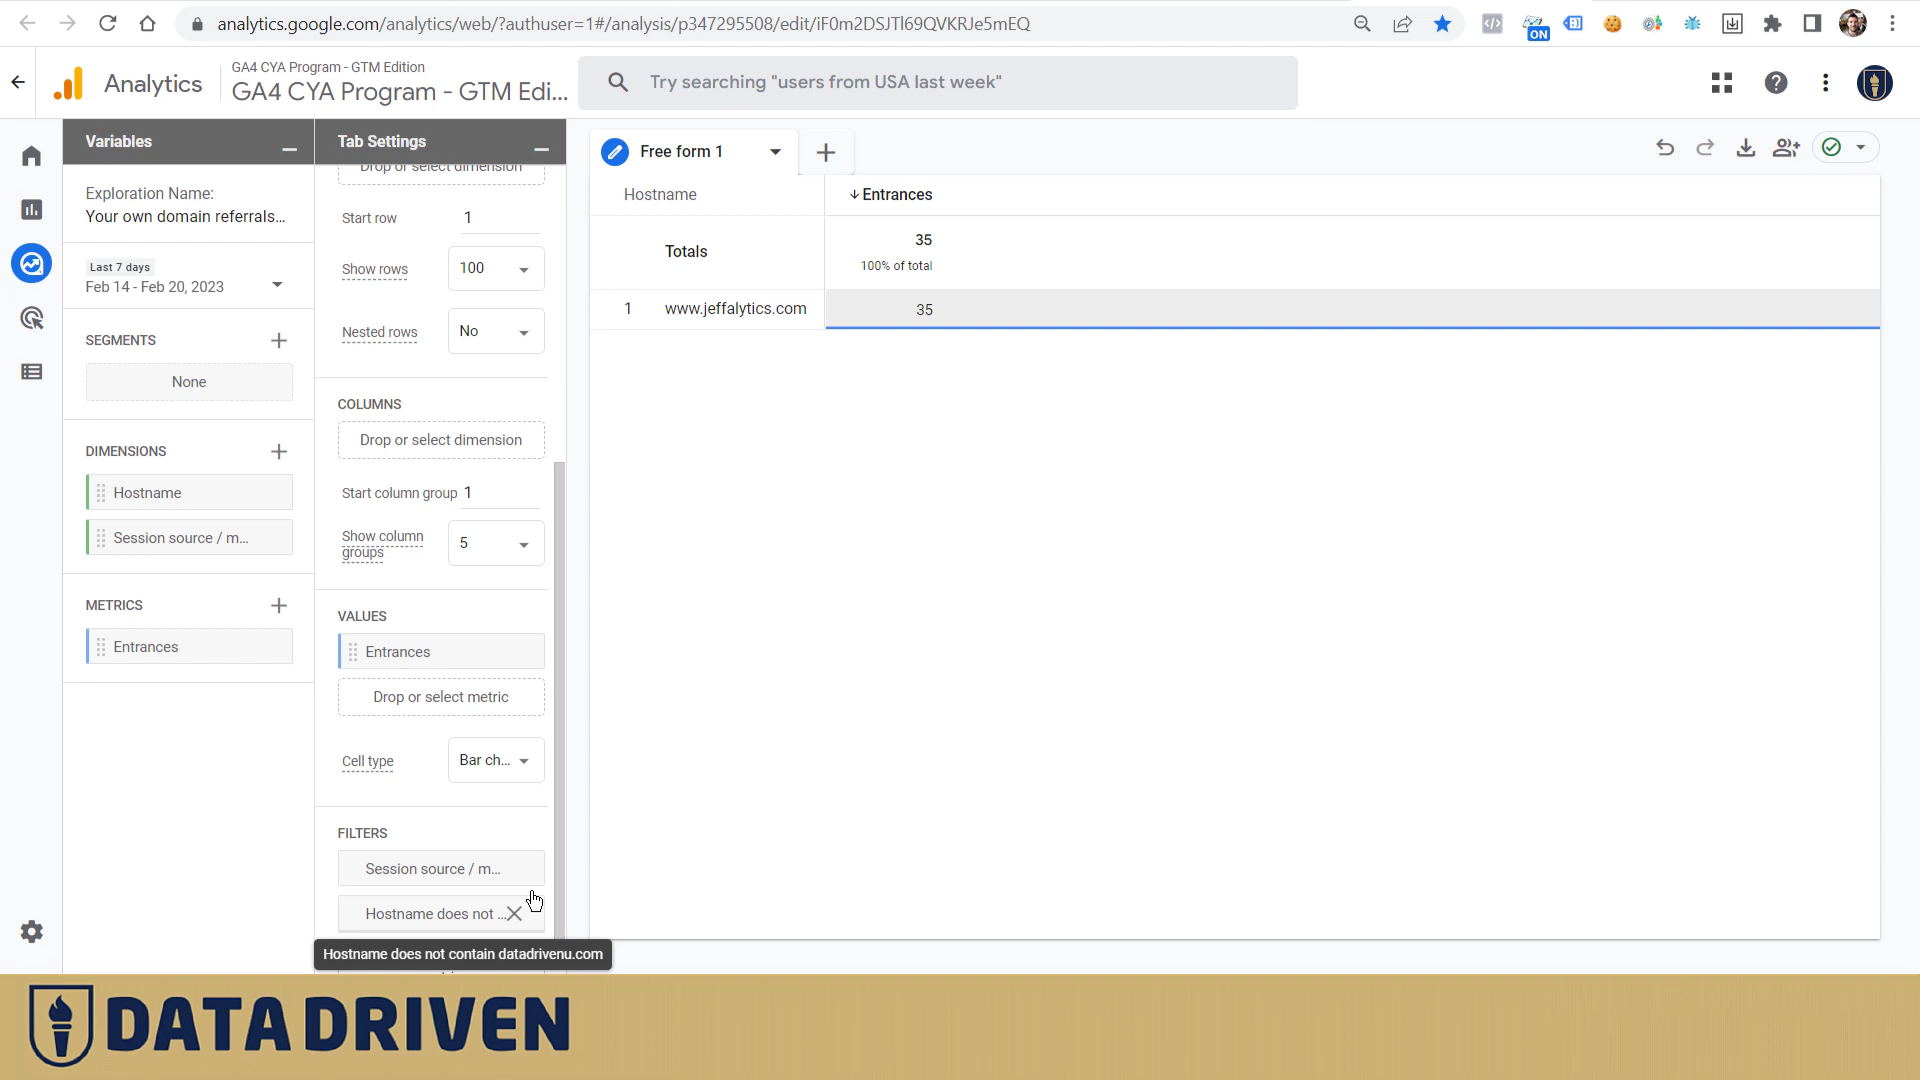 analytics.google.com/analytics/web/?authuser=1#/analysis/p347295508/edit/iF0m2DSJTl69QVKRJe5mEQ
ON
Analytics
GA4 CYA Program - GTM Edition
GA4 CYA Program - GTM Edi...
Try searching "users from USA last week"
Variables
Exploration Name:
Your own domain referrals...
Last 7 days
Feb 14 - Feb 20, 2023
SEGMENTS
None
DIMENSIONS
Hostname
Session source / m...
METRICS
Entrances
Tab Settings
Drop or select dimension
Start row 1
Show rows 100
Nested rows No
COLUMNS
Drop or select dimension
Start column group 1
Show column
groups
5
VALUES
Entrances
Drop or select metric
Cell type Bar ch...
FILTERS
Session source / m...
Hostname does not ...
Hostname does not contain datadrivenu.com
Free form 1
Hostname Entrances
Totals 35
100% of total
1 www.jeffalytics.com 35
DATA DRIVEN